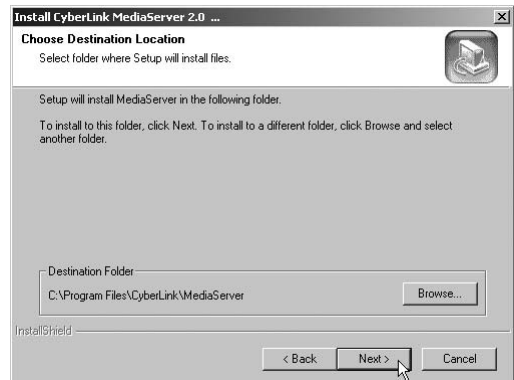 Install CyberLink MediaServer 2.0 ...
Choose Destination Location
Select folder where Setup will install files.
Setup will install MediaServer in the following folder.
To install to this folder, click Next. To install to a different folder, click Browse and select
another folder.
Destination Folder
C:\Program Files\CyberLink\MediaServer
Browse...
InstallShield
< Back
Next >
Cancel